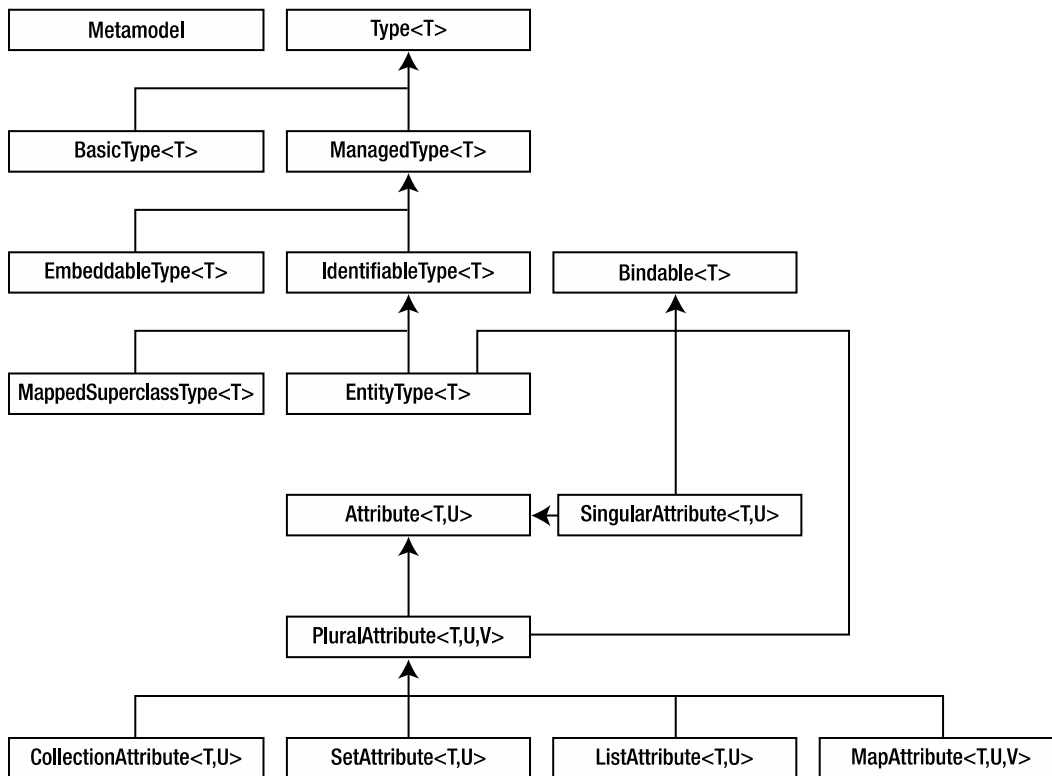 Metamodel
Type<T>
BasicType<T>
ManagedType<T>
EmbeddableType<T>
IdentifiableType<T>
Bindable<T>
MappedSuperclassType<T>
EntityType<T>
Attribute<T,U>
SingularAttribute<T,U>
PluralAttribute<T,U,V>
CollectionAttribute<T,U>
SetAttribute<T,U>
ListAttribute<T,U>
MapAttribute<T,U,V>